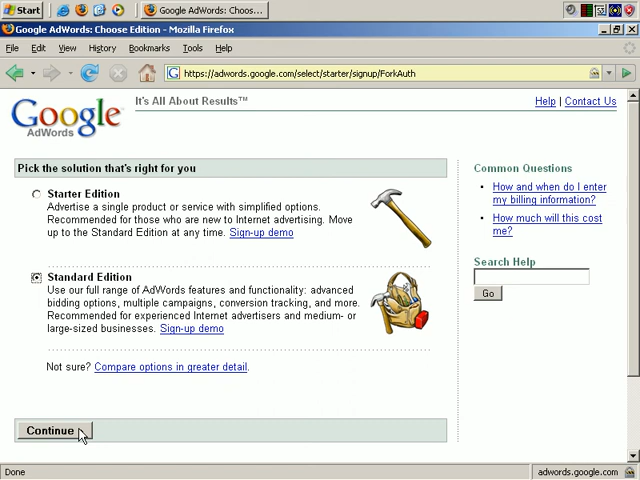 Start
Google AdWords: Choos...
Google AdWords: Choose Edition - Mozilla Firefox
File Edit View History Bookmarks Tools Help
https://adwords.google.com/select/starter/signup/ForkAuth
Google
AdWords
It's All About Results™
Help | Contact Us
Pick the solution that's right for you
Starter Edition
Advertise a single product or service with simplified options.
Recommended for those who are new to Internet advertising. Move
up to the Standard Edition at any time. Sign-up demo
Standard Edition
Use our full range of AdWords features and functionality: advanced
bidding options, multiple campaigns, conversion tracking, and more.
Recommended for experienced Internet advertisers and medium- or
large-sized businesses. Sign-up demo
Not sure? Compare options in greater detail.
Continue
Common Questions
• How and when do I enter
my billing information?
• How much will this cost
me?
Search Help
Go
Done
adwords.google.com